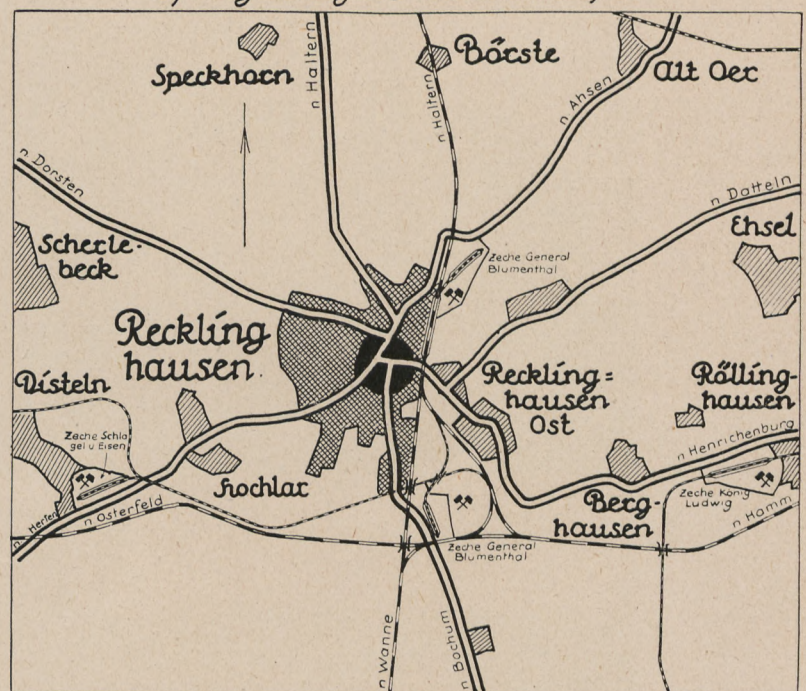 n Haltern
Speckhorn
Börste
n Haltern
n Ahsen
Alt Oer
n Dorsten
n Datteln
Ehsel
Scherle-
beck
Zeche General
Blumenthal
Reckling
hausen
Disteln
Reckling=
hausen
Ost
Rölling-
hausen
Zeche Schlä
gel u Eisen
Hochlar
n Henrichenburg
n Herten
n Osterfeld
Berg-
hausen
Zeche König
Ludwig
n Hamm
Zeche General
Blumenthal
n Wanne
n Bochum